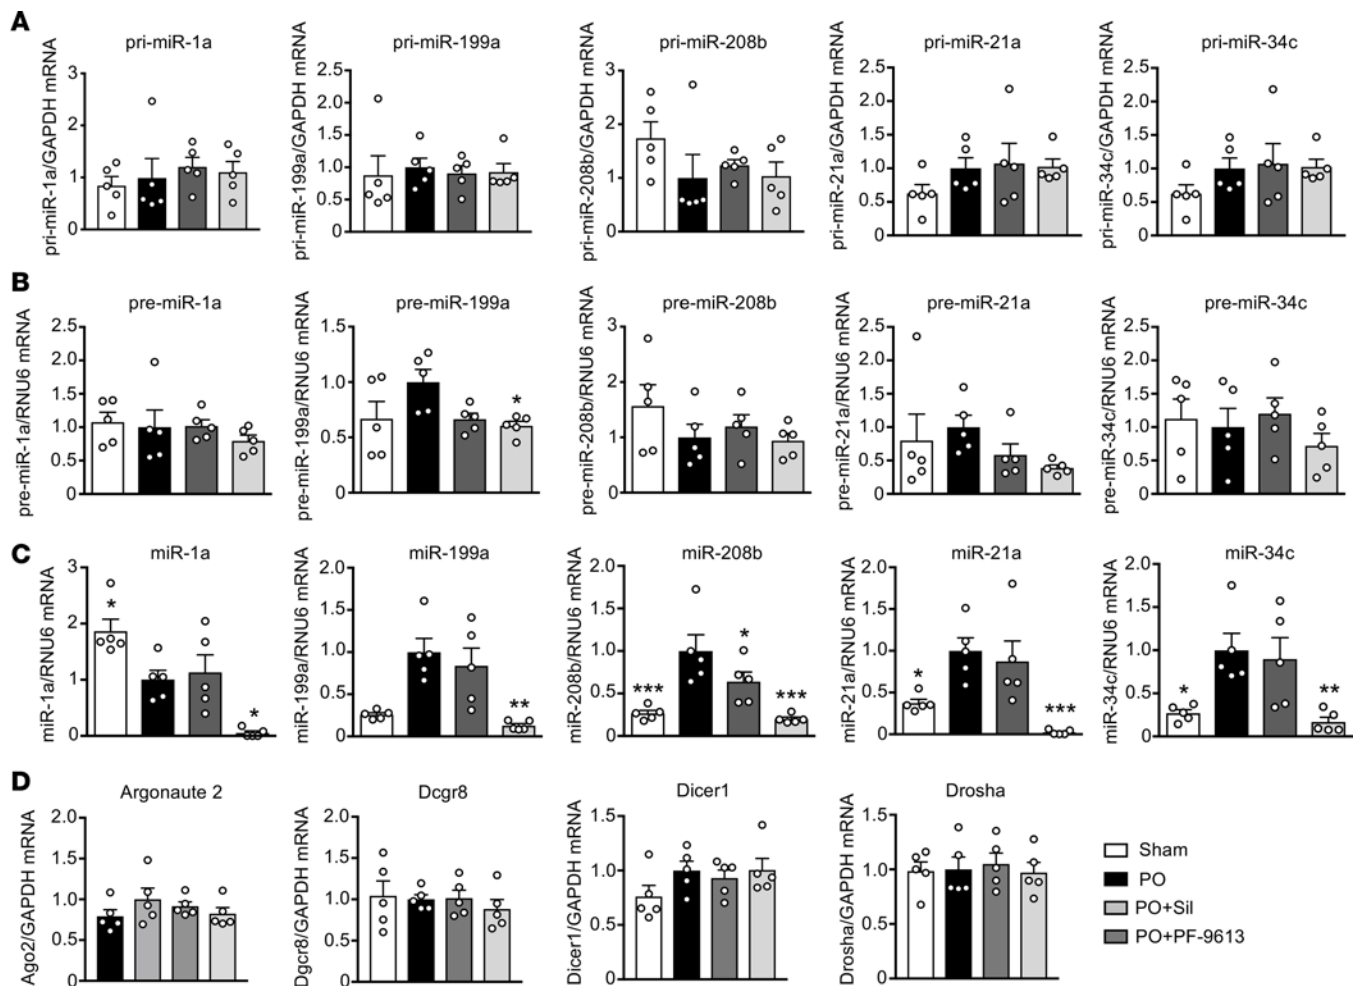 A
pri-miR-1a
pri-miR-199a
pri-miR-208b
pri-miR-21a
pri-miR-34c
pri-miR-1a/GAPDH mRNA
3
2
1
0
pri-miR-199a/GAPDH mRNA
2.5
2.0
1.5
1.0
0.5
0
pri-miR-208b/GAPDH mRNA
3
2
1
0
pri-miR-21a/GAPDH mRNA
2.5
2.0
1.5
1.0
0.5
0
pri-miR-34c/GAPDH mRNA
2.5
2.0
1.5
1.0
0.5
0
B
pre-miR-1a
pre-miR-199a
pre-miR-208b
pre-miR-21a
pre-miR-34c
pre-miR-1a/RNU6 mRNA
2.5
2.0
1.5
1.0
0.5
0
pre-miR-199a/RNU6 mRNA
1.5
1.0
0.5
0
*
pre-miR-208b/RNU6 mRNA
3
2
1
0
pre-miR-21a/RNU6 mRNA
2.5
2.0
1.5
1.0
0.5
0
pre-miR-34c/RNU6 mRNA
2.5
2.0
1.5
1.0
0.5
0
C
miR-1a
miR-199a
miR-208b
miR-21a
miR-34c
miR-1a/RNU6 mRNA
3
2
1
0
*
*
miR-199a/RNU6 mRNA
2.0
1.5
1.0
0.5
0
**
miR-208b/RNU6 mRNA
2.0
1.5
1.0
0.5
0
***
*
***
miR-21a/RNU6 mRNA
2.0
1.5
1.0
0.5
0
*
***
miR-34c/RNU6 mRNA
2.0
1.5
1.0
0.5
0
*
**
D
Argonaute 2
Dcgr8
Dicer1
Drosha
Ago2/GAPDH mRNA
2.0
1.5
1.0
0.5
0
Dgcr8/GAPDH mRNA
2.0
1.5
1.0
0.5
0
Dicer1/GAPDH mRNA
1.5
1.0
0.5
0
Drosha/GAPDH mRNA
1.5
1.0
0.5
0
Sham
PO
PO+Sil
PO+PF-9613